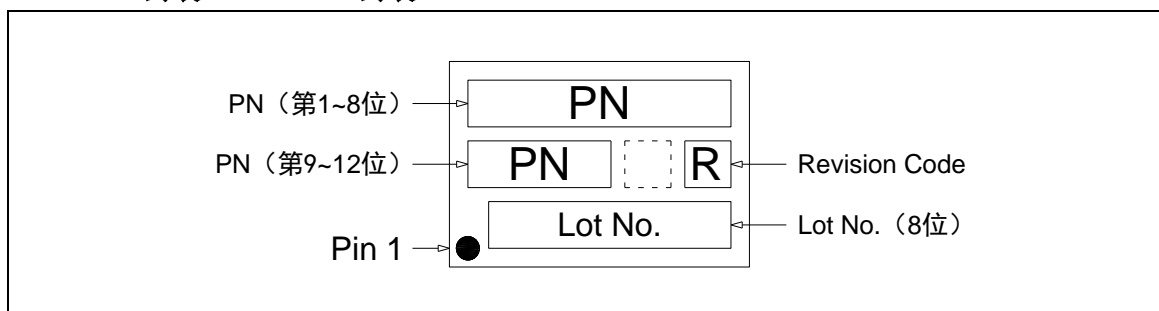 PN（第1~8位） PN
PN（第9~12位） PN R Revision Code
Lot No. Lot No.（8位）
Pin 1